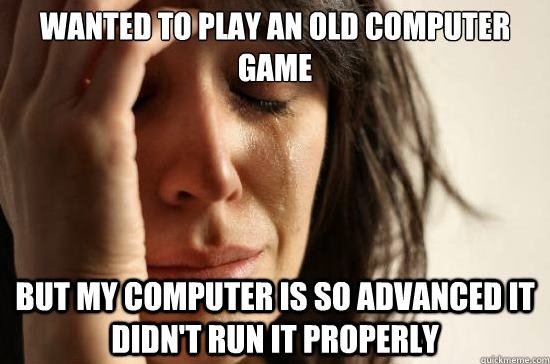 WANTED TO PLAY AN OLD COMPUTER
GAME
BUT MY COMPUTER IS SO ADVANCED IT
DIDN'T RUN IT PROPERLY
quickmeme.com